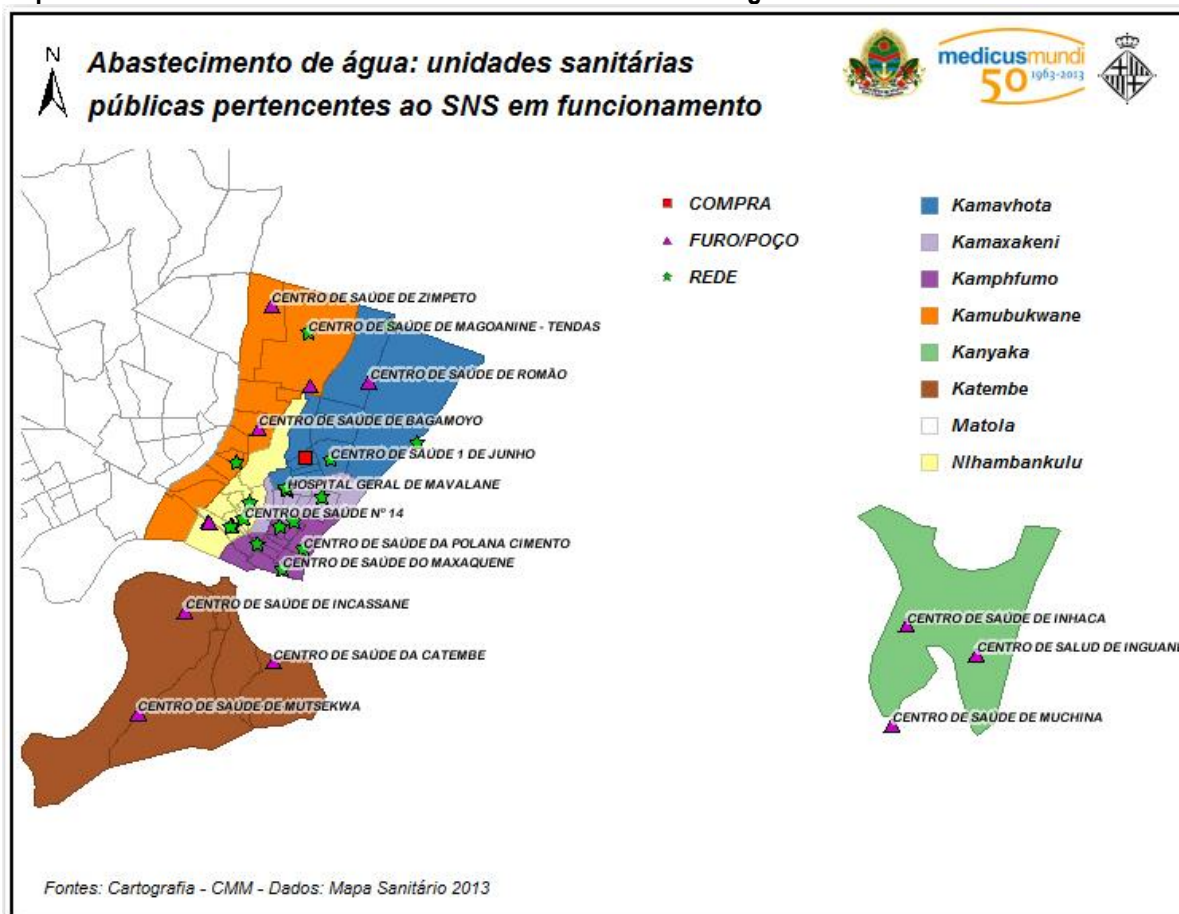 N
Abastecimento de água: unidades sanitárias
públicas pertencentes ao SNS em funcionamento
medicusmundi
50 1963-2013
COMPRA
FURO/POÇO
REDE
Kamavhota
Kamaxakeni
Kamphfumo
Kamubukwane
Kanyaka
Katembe
Matola
Nlhambankulu
CENTRO DE SAÚDE DE ZIMPETO
CENTRO DE SAÚDE DE MAGOANINE - TENDAS
CENTRO DE SAÚDE DE ROMÃO
CENTRO DE SAÚDE DE BAGAMOYO
CENTRO DE SAÚDE 1 DE JUNHO
HOSPITAL GERAL DE MAVALANE
CENTRO DE SAÚDE Nº 14
CENTRO DE SAÚDE DA POLANA CIMENTO
CENTRO DE SAÚDE DO MAXAQUENE
CENTRO DE SAÚDE DE INCASSANE
CENTRO DE SAÚDE DA CATEMBE
CENTRO DE SAÚDE DE MUTSEKWA
CENTRO DE SAÚDE DE INHACA
CENTRO DE SALUD DE INGUANE
CENTRO DE SAÚDE DE MUCHINA
Fontes: Cartografia - CMM - Dados: Mapa Sanitário 2013